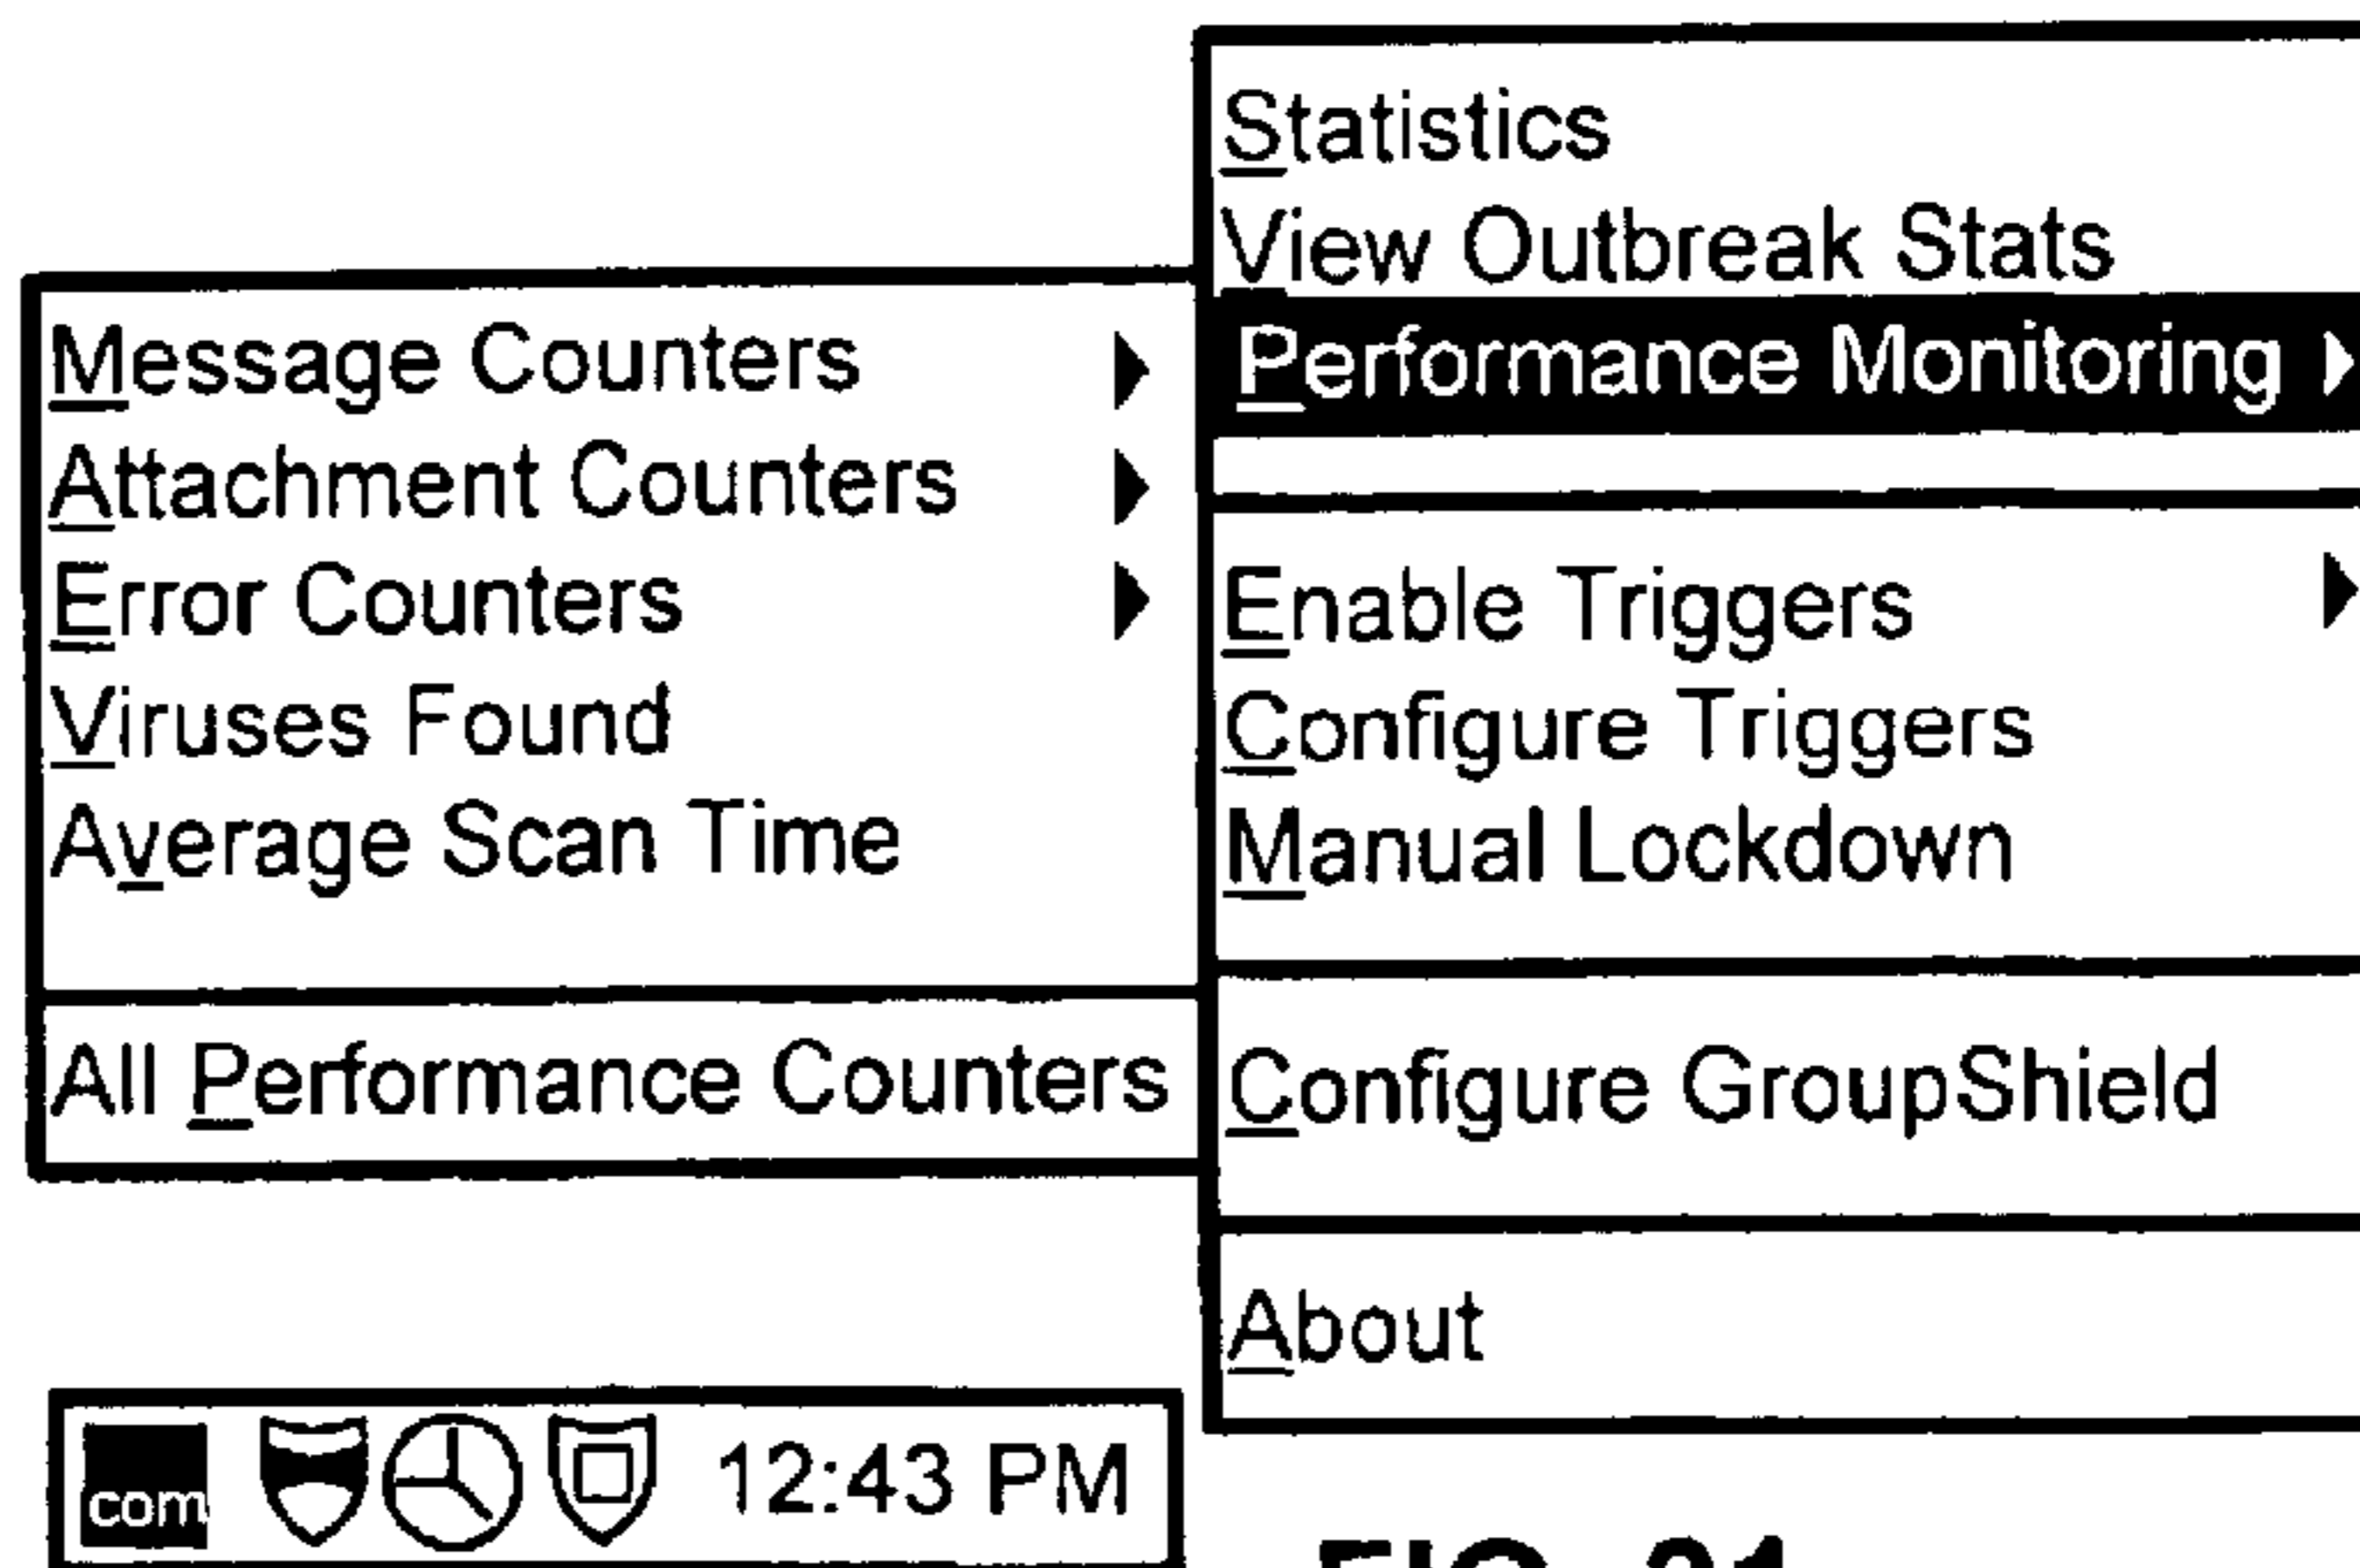 Statistics
View Outbreak Stats
Performance Monitoring
Enable Triggers
Configure Triggers
Manual Lockdown
Configure GroupShield
About
Message Counters
Attachment Counters
Error Counters
Viruses Found
Average Scan Time
All Performance Counters
com
12:43 PM